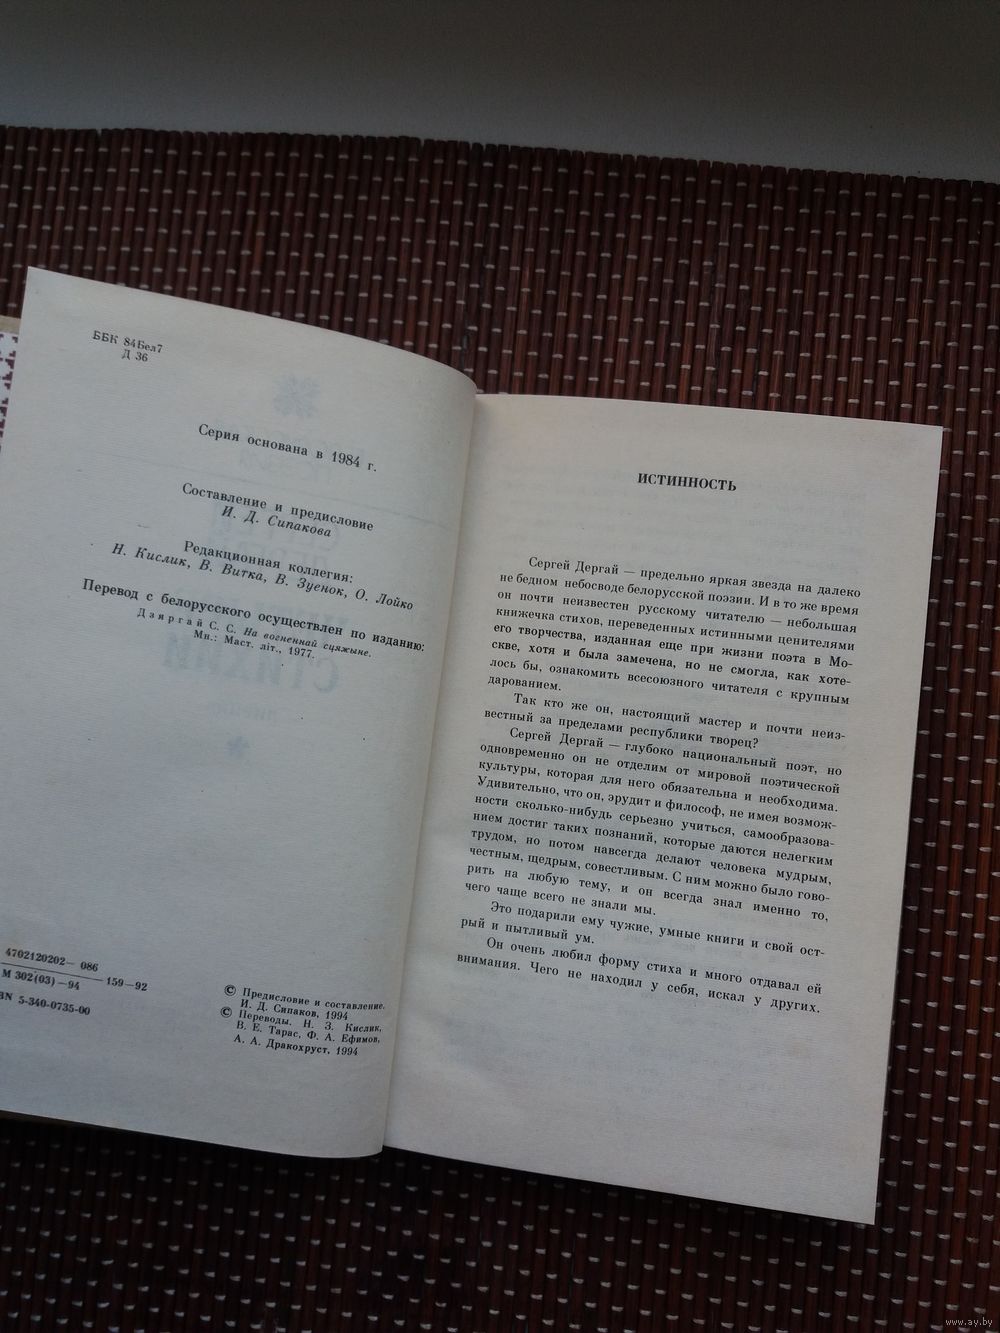 ББК 84Бел7
Д 36
Серия основана в 1984 г.
Составление и предисловие
И. Д. Сипакова
Редакционная коллегия:
Н. Кислик, В. Витка, В. Зуенок, О. Лойко
Перевод с белорусского осуществлен по изданию:
Дзяргай С. С. На вогненнай сцяжыне.
Мн.: Маст. літ., 1977.
4702120202— 086
М 302(03) —94
159—92
BN 5-340-0735-00
© Предисловие и составление.
И. Д. Сипаков, 1994
© Переводы. Н. З. Кислик,
В. Е. Тарас, Ф. А. Ефимов,
А. А. Дракохруст, 1994
ИСТИННОСТЬ
Сергей Дергай — предельно яркая звезда на далеко
не бедном небосводе белорусской поэзии. И в то же время
он почти неизвестен русскому читателю — небольшая
книжечка стихов, переведенных истинными ценителями
его творчества, изданная еще при жизни поэта в Мо-
скве, хотя и была замечена, но не смогла, как хоте-
лось бы, ознакомить всесоюзного читателя с крупным
дарованием.
Так кто же он, настоящий мастер и почти неиз-
вестный за пределами республики творец?
Сергей Дергай — глубоко национальный поэт, но
одновременно он не отделим от мировой поэтической
культуры, которая для него обязательна и необходима.
Удивительно, что он, эрудит и философ, не имея возмож-
ности сколько-нибудь серьезно учиться, самообразова-
нием достиг таких познаний, которые даются нелегким
трудом, но потом навсегда делают человека мудрым,
честным, щедрым, совестливым. С ним можно было гово-
рить на любую тему, и он всегда знал именно то,
чего чаще всего не знали мы.
Это подарили ему чужие, умные книги и свой ост-
рый и пытливый ум.
Он очень любил форму стиха и много отдавал ей
внимания. Чего не находил у себя, искал у других.
www.ay.by